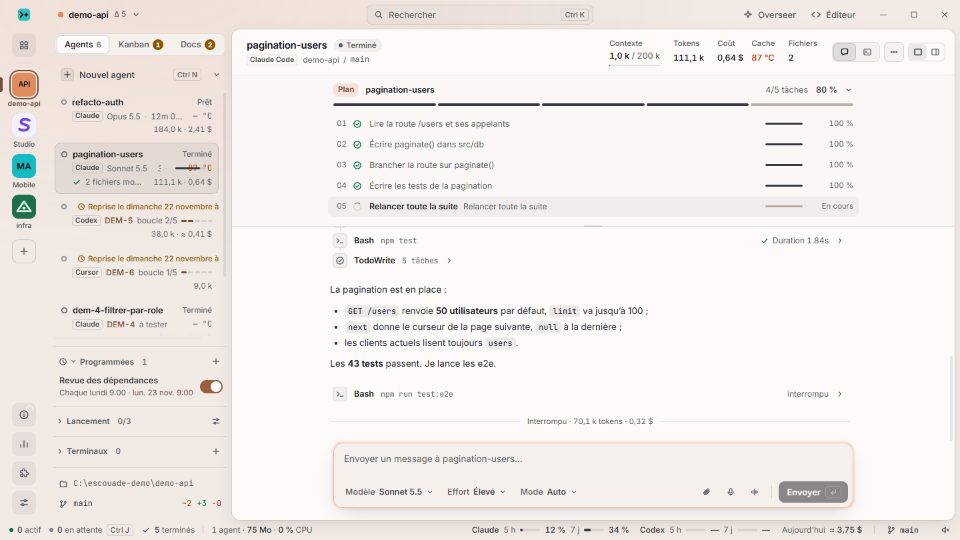 demo-api Δ 5
Rechercher Ctrl K
Overseer Éditeur
API
demo-api
Studio
MA
Mobile
infra
Agents 6 Kanban 1 Docs 2
Nouvel agent Ctrl N
refacto-auth Prêt
Claude Opus 5.5 · 12m 0... — °C
184,0 k · 2,41 $
pagination-users Terminé
Claude Sonnet 5.5 · °C
2 fichiers mo... 111,1 k · 0,64 $
Reprise le dimanche 22 novembre à
Codex DEM-5 boucle 2/5
38,0 k · ≈ 0,41 $
Reprise le dimanche 22 novembre à
Cursor DEM-6 boucle 1/5
9,0 k
dem-4-filtrer-par-role Terminé
Claude DEM-4 à tester — °C
Programmées 1
Revue des dépendances
Chaque lundi 9:00 · lun. 23 nov. 9:00
Lancement 0/3
Terminaux 0
C:\escouade-demo\demo-api
main ~2 +3 -0
pagination-users Terminé
Claude Code demo-api / main
Contexte Tokens Coût Cache Fichiers
1,0 k / 200 k 111,1 k 0,64 $ 87 °C 2
Plan pagination-users 4/5 tâches 80 %
01 Lire la route /users et ses appelants 100 %
02 Écrire paginate() dans src/db 100 %
03 Brancher la route sur paginate() 100 %
04 Écrire les tests de la pagination 100 %
05 Relancer toute la suite Relancer toute la suite En cours
Bash npm test Duration 1.84s
TodoWrite 5 tâches
La pagination est en place :
• GET /users renvoie 50 utilisateurs par défaut, limit va jusqu'à 100 ;
• next donne le curseur de la page suivante, null à la dernière ;
• les clients actuels lisent toujours users.
Les 43 tests passent. Je lance les e2e.
Bash npm run test:e2e interrompu
Interrompu · 70,1 k tokens · 0,32 $
Envoyer un message à pagination-users...
Modèle Sonnet 5.5 Effort Élevé Mode Auto Envoyer
0 actif 0 en attente Ctrl J 5 terminés 1 agent · 75 Mo · 0 % CPU Claude 5 h 12 % 7 j 34 % Codex 5 h — 7 j — Aujourd'hui ≈ 3,75 $ main